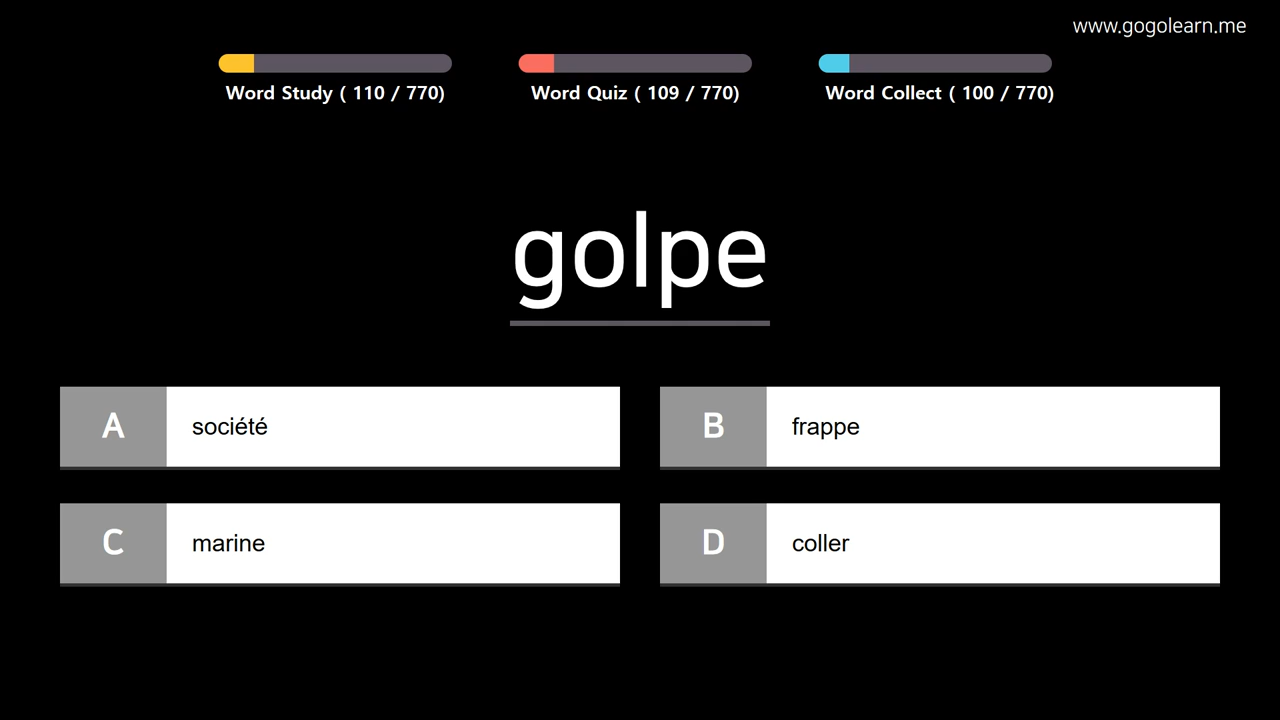 www.gogolearn.me
Word Study ( 110 / 770)
Word Quiz ( 109 / 770)
Word Collect ( 100 / 770)
golpe
A société
B frappe
C marine
D coller